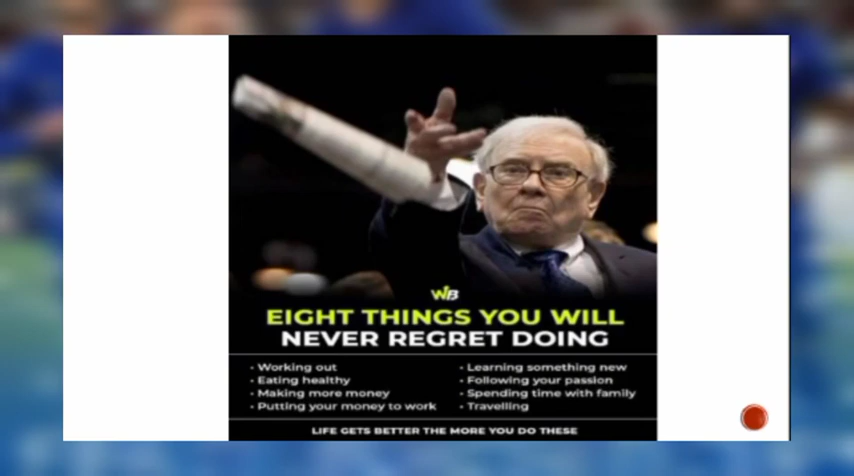 WB
EIGHT THINGS YOU WILL
NEVER REGRET DOING
- Working out
- Eating healthy
- Making more money
- Putting your money to work
- Learning something new
- Following your passion
- Spending time with family
- Travelling
LIFE GETS BETTER THE MORE YOU DO THESE